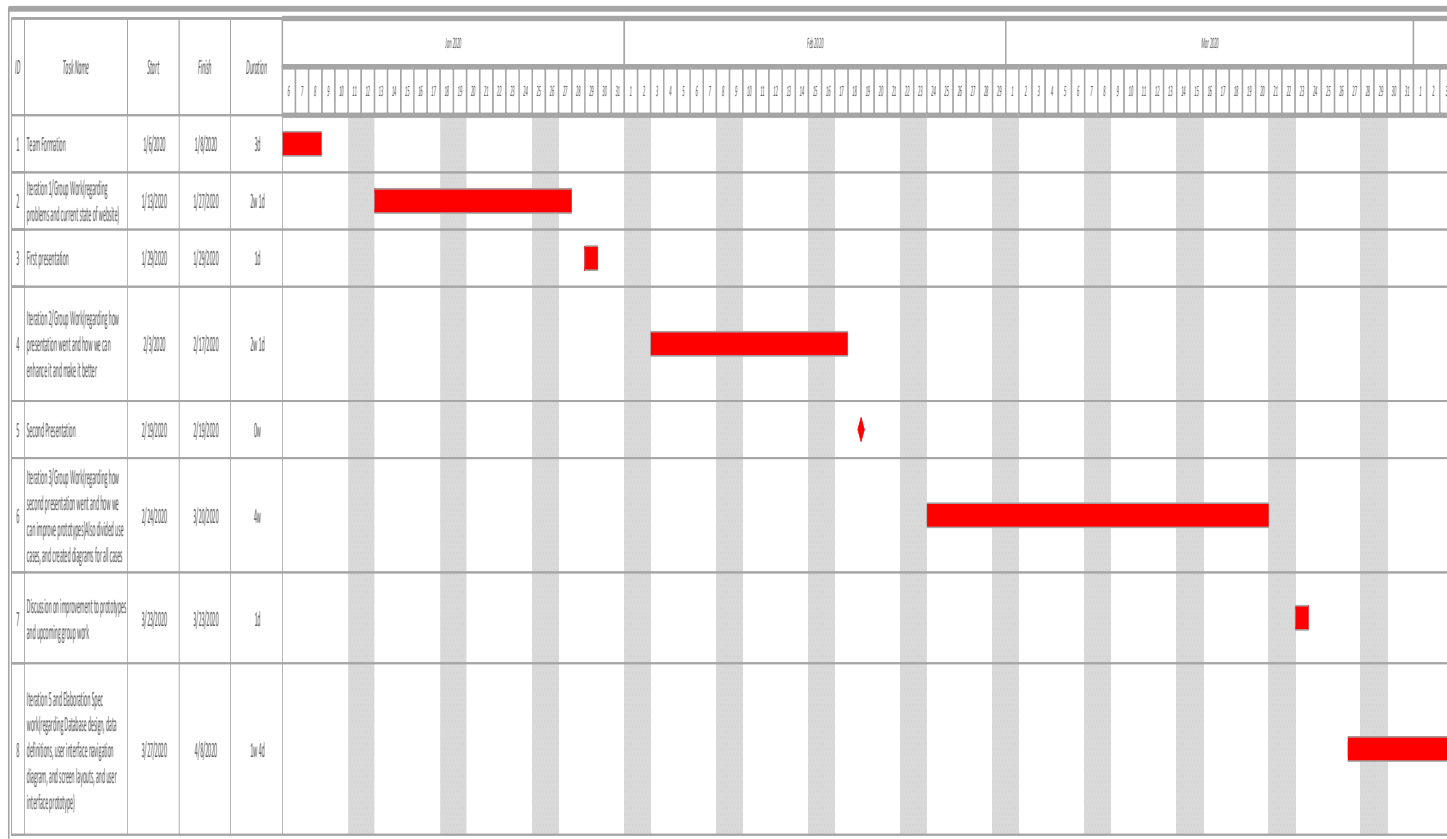 Jan 2020 Feb 2020 Mar 2020
ID Task Name Start Finish Duration
6 7 8 9 10 11 12 13 14 15 16 17 18 19 20 21 22 23 24 25 26 27 28 29 30 31 1 2 3 4 5 6 7 8 9 10 11 12 13 14 15 16 17 18 19 20 21 22 23 24 25 26 27 28 29 1 2 3 4 5 6 7 8 9 10 11 12 13 14 15 16 17 18 19 20 21 22 23 24 25 26 27 28 29 30 31 1 2 3
1 Team Formation 1/6/2020 1/8/2020 3d
Iteration 1/Group Work(regarding
2 problems and current state of website) 1/13/2020 1/27/2020 2w 1d
3 First presentation 1/29/2020 1/29/2020 1d
Iteration 2/Group Work(regarding how
4 presentation went and how we can 2/3/2020 2/17/2020 2w 1d
enhance it and make it better
5 Second Presentation 2/19/2020 2/19/2020 0w
Iteration 3/Group Work(regarding how
second presentation went and how we
6 can improve prototypes)Also divided use 2/24/2020 3/20/2020 4w
cases, and created diagrams for all cases
7 Discussion on improvement to prototypes 3/23/2020 3/23/2020 1d
and upcoming group work
Iteration 5 and Elaboration Spec
work(regarding Database design, data
8 definitions, user interface navigation 3/27/2020 4/8/2020 1w 4d
diagram, and screen layouts, and user
interface prototype)